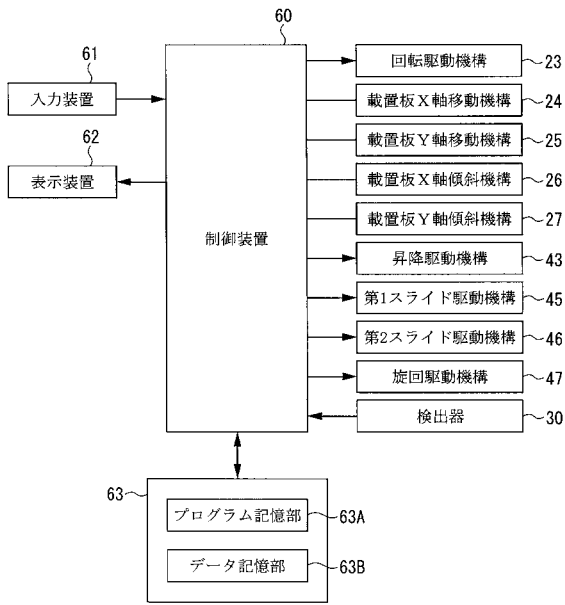 60
61
入力装置
62
表示装置
制御装置
回転駆動機構 23
載置板X軸移動機構 24
載置板Y軸移動機構 25
載置板X軸傾斜機構 26
載置板Y軸傾斜機構 27
昇降駆動機構 43
第1スライド駆動機構 45
第2スライド駆動機構 46
旋回駆動機構 47
検出器 30
63
プログラム記憶部 63A
データ記憶部 63B